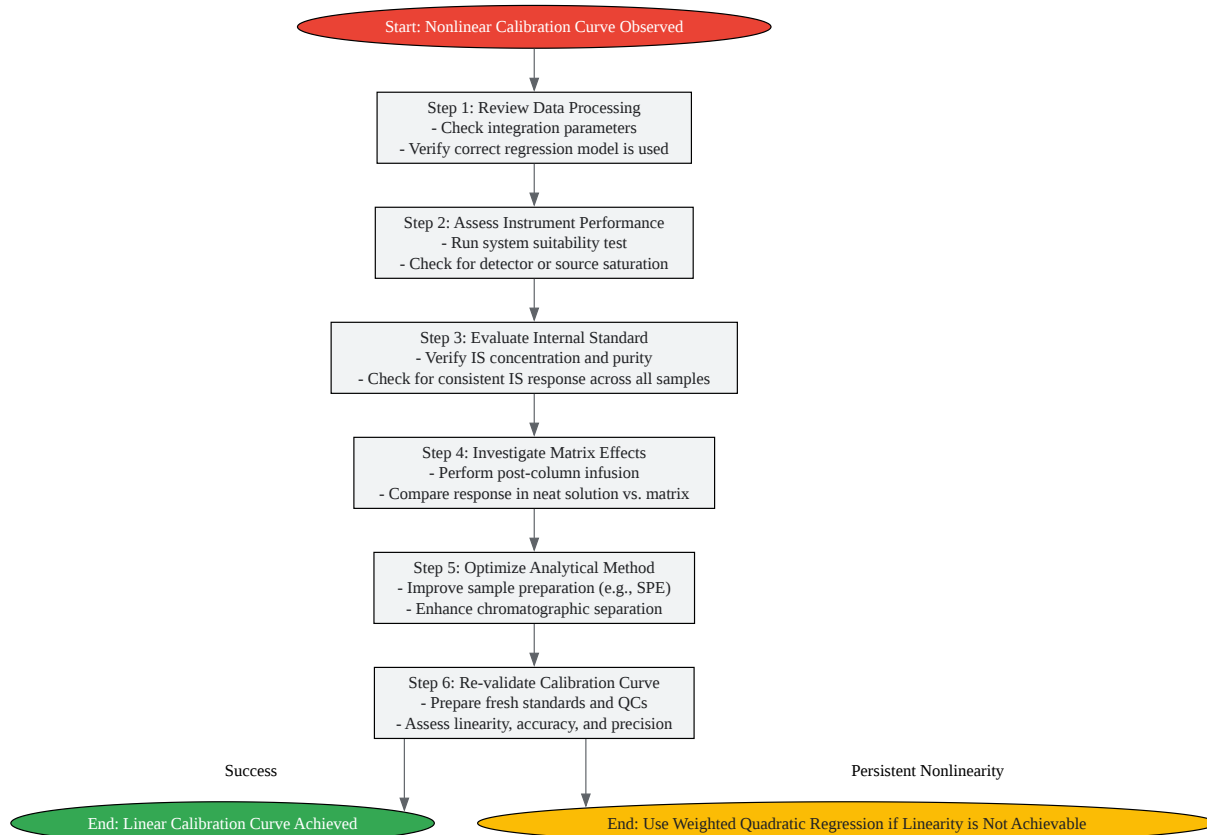 Start: Nonlinear Calibration Curve Observed
Step 1: Review Data Processing
- Check integration parameters
- Verify correct regression model is used
Step 2: Assess Instrument Performance
- Run system suitability test
- Check for detector or source saturation
Step 3: Evaluate Internal Standard
- Verify IS concentration and purity
- Check for consistent IS response across all samples
Step 4: Investigate Matrix Effects
- Perform post-column infusion
- Compare response in neat solution vs. matrix
Step 5: Optimize Analytical Method
- Improve sample preparation (e.g., SPE)
- Enhance chromatographic separation
Step 6: Re-validate Calibration Curve
- Prepare fresh standards and QCs
- Assess linearity, accuracy, and precision
Success
Persistent Nonlinearity
End: Linear Calibration Curve Achieved
End: Use Weighted Quadratic Regression if Linearity is Not Achievable